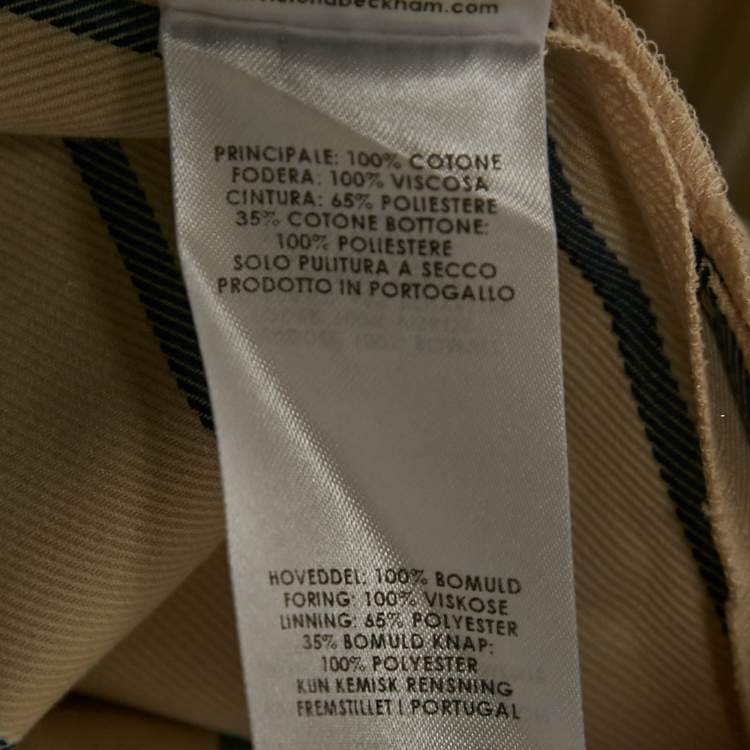 PRINCIPALE: 100% COTONE
FODERA: 100% VISCOSA
CINTURA: 65% POLIESTERE
35% COTONE BOTTONE:
100% POLIESTERE
SOLO PULITURA A SECCO
PRODOTTO IN PORTOGALLO
HOVEDDEL: 100% BOMULD
FORING: 100% VISKOSE
LINNING: 65% POLYESTER
35% BOMULD KNAP:
100% POLYESTER
KUN KEMISK RENSNING
FREMSTILLET I PORTUGAL